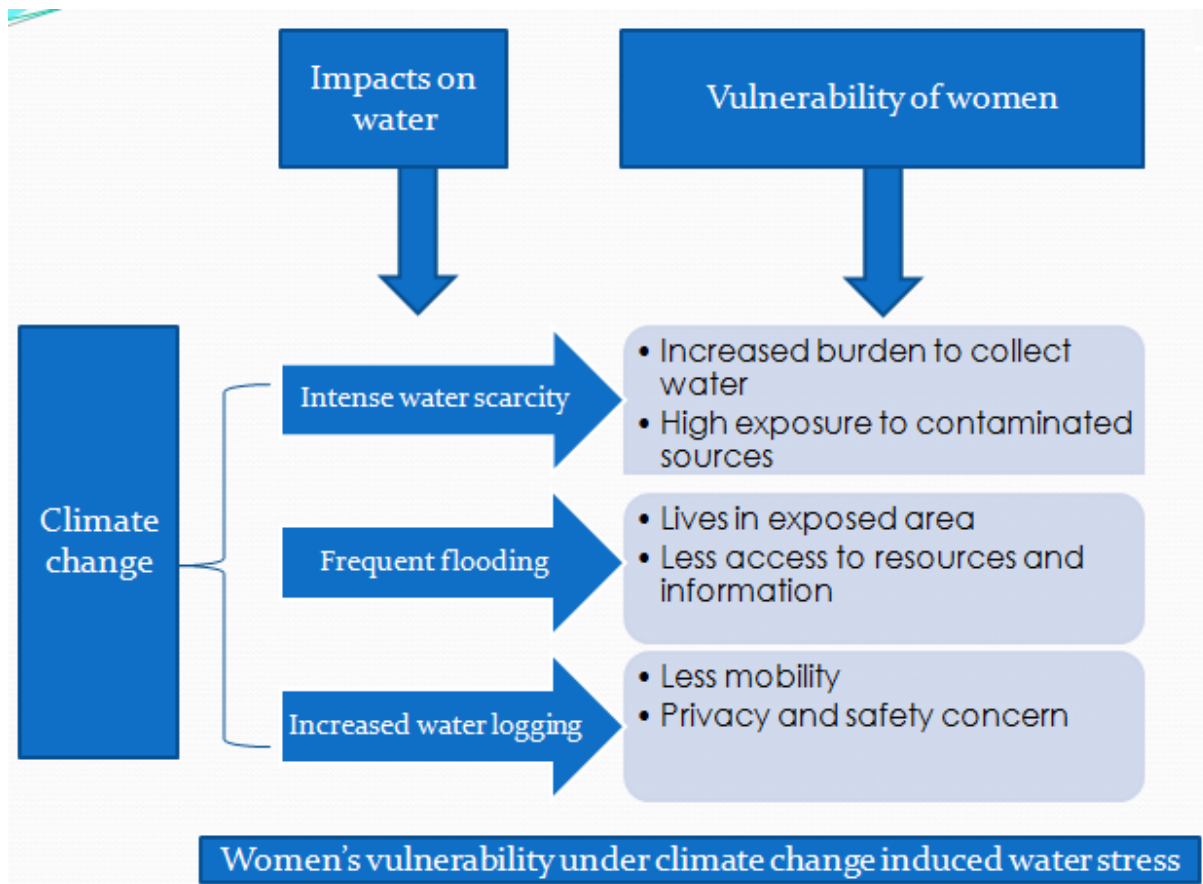 Impacts on
water
Vulnerability of women
Climate
change
Intense water scarcity
• Increased burden to collect
water
• High exposure to contaminated
sources
Frequent flooding
• Lives in exposed area
• Less access to resources and
information
Increased water logging
• Less mobility
• Privacy and safety concern
Women's vulnerability under climate change induced water stress